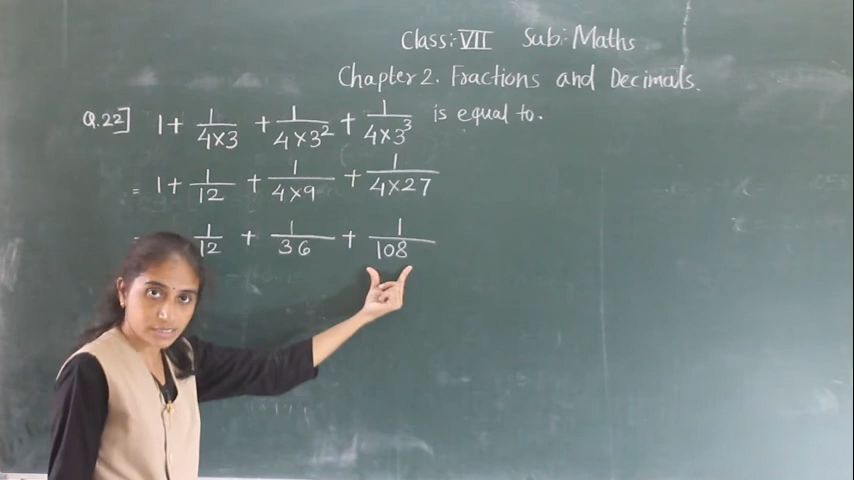 Class:- VII Sub:- Maths
Chapter 2. Fractions and Decimals.
Q.22] 1 + 1/(4×3) + 1/(4×3²) + 1/(4×3³) is equal to.
= 1 + 1/12 + 1/(4×9) + 1/(4×27)
1/12 + 1/36 + 1/108